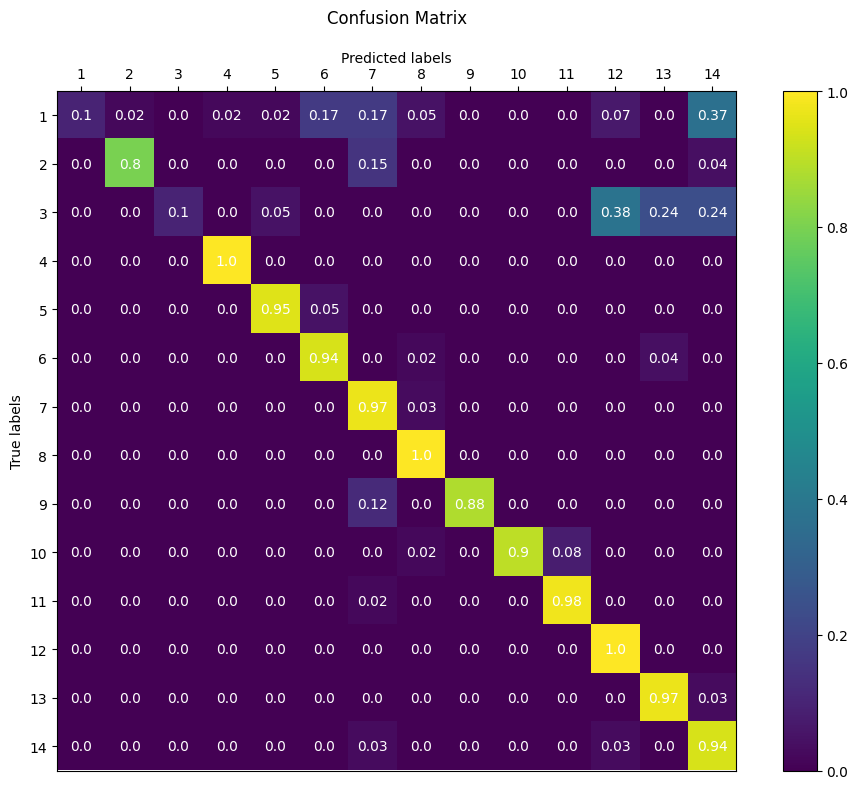 Confusion Matrix
Predicted labels
1 2 3 4 5 6 7 8 9 10 11 12 13 14
1 0.1 0.02 0.0 0.02 0.02 0.17 0.17 0.05 0.0 0.0 0.0 0.07 0.0 0.37 1.0
2 0.0 0.8 0.0 0.0 0.0 0.0 0.15 0.0 0.0 0.0 0.0 0.0 0.0 0.04
3 0.0 0.0 0.1 0.0 0.05 0.0 0.0 0.0 0.0 0.0 0.0 0.38 0.24 0.24 0.8
4 0.0 0.0 0.0 1.0 0.0 0.0 0.0 0.0 0.0 0.0 0.0 0.0 0.0 0.0
5 0.0 0.0 0.0 0.0 0.95 0.05 0.0 0.0 0.0 0.0 0.0 0.0 0.0 0.0
6 0.0 0.0 0.0 0.0 0.0 0.94 0.0 0.02 0.0 0.0 0.0 0.0 0.04 0.0 0.6
True labels
7 0.0 0.0 0.0 0.0 0.0 0.0 0.97 0.03 0.0 0.0 0.0 0.0 0.0 0.0
8 0.0 0.0 0.0 0.0 0.0 0.0 0.0 1.0 0.0 0.0 0.0 0.0 0.0 0.0
9 0.0 0.0 0.0 0.0 0.0 0.0 0.12 0.0 0.88 0.0 0.0 0.0 0.0 0.0 0.4
10 0.0 0.0 0.0 0.0 0.0 0.0 0.0 0.02 0.0 0.9 0.08 0.0 0.0 0.0
11 0.0 0.0 0.0 0.0 0.0 0.0 0.02 0.0 0.0 0.0 0.98 0.0 0.0 0.0
12 0.0 0.0 0.0 0.0 0.0 0.0 0.0 0.0 0.0 0.0 0.0 1.0 0.0 0.0 0.2
13 0.0 0.0 0.0 0.0 0.0 0.0 0.0 0.0 0.0 0.0 0.0 0.0 0.97 0.03
14 0.0 0.0 0.0 0.0 0.0 0.0 0.03 0.0 0.0 0.0 0.0 0.03 0.0 0.94 0.0